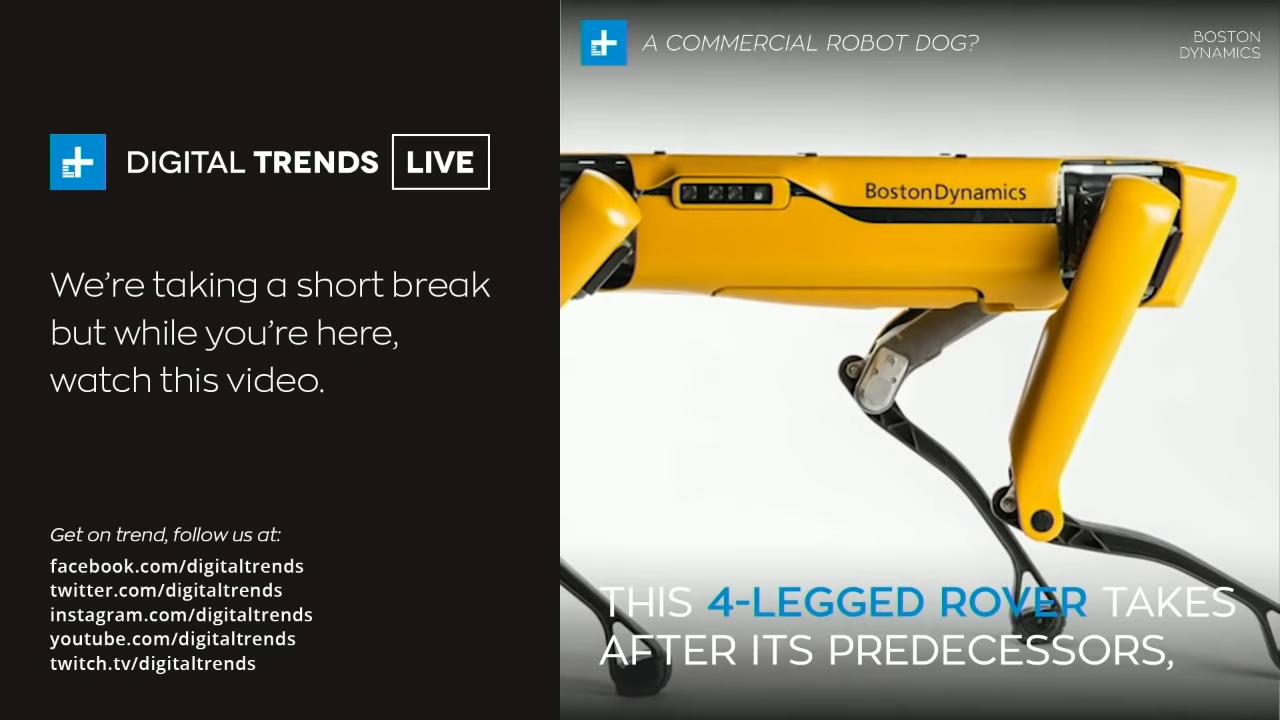 DIGITAL TRENDS LIVE
We're taking a short break
but while you're here,
watch this video.
Get on trend, follow us at:
facebook.com/digitaltrends
twitter.com/digitaltrends
instagram.com/digitaltrends
youtube.com/digitaltrends
twitch.tv/digitaltrends
A COMMERCIAL ROBOT DOG?
BOSTON
DYNAMICS
BostonDynamics
THIS 4-LEGGED ROVER TAKES
AFTER ITS PREDECESSORS,